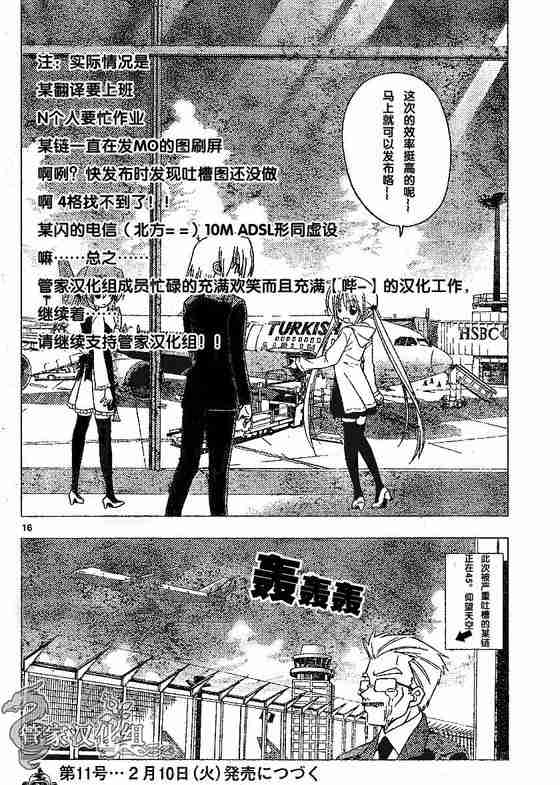 注：实际情况是
某翻译要上班
N个人要忙作业
某链一直在发MO的图刷屏
啊咧？快发布时发现吐槽图还没做
啊 4格找不到了！！
某闪的电信（北方==）10M ADSL形同虚设
嘛……总之……
管家汉化组成员忙碌的充满欢笑而且充满【哔-】的汉化工作，
继续着……
请继续支持管家汉化组！！
这次的效率挺高的呢~
马上就可以发布咯~
TURKIS
HSBC
16
轰轰轰
此次被严重吐槽的某链
正在45°仰望天空
管家汉化组
第11号…2月10日(火)発売につづく